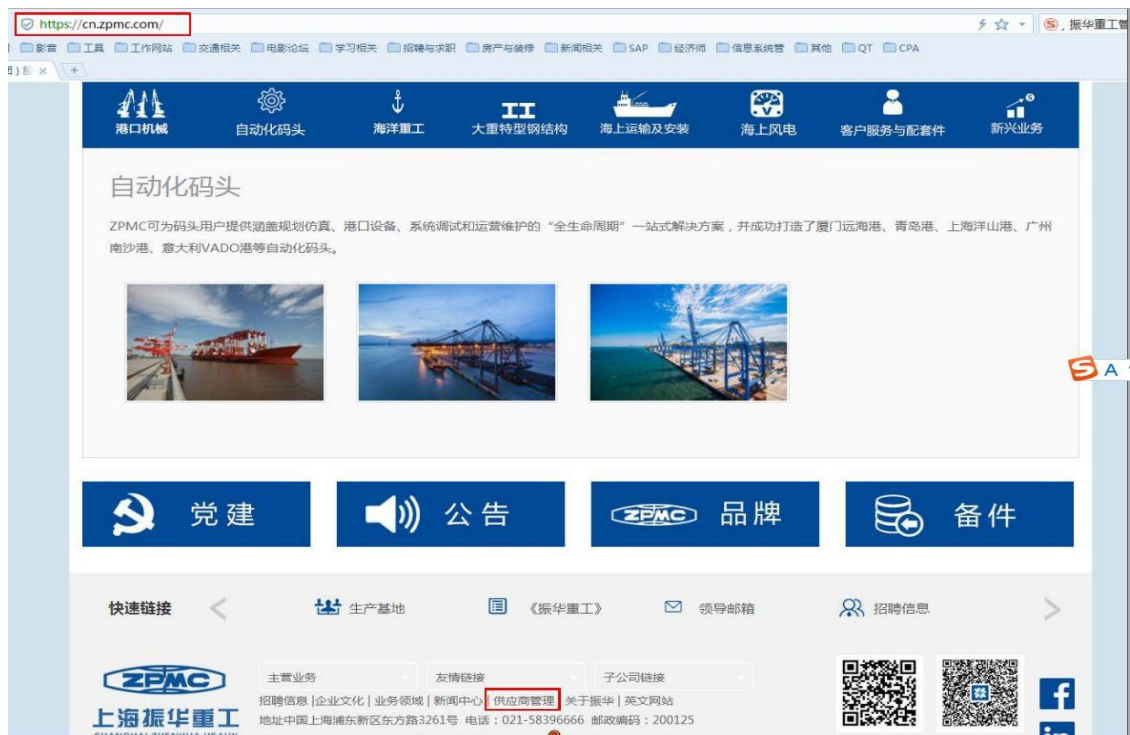 https://cn.zpmc.com/
振华重工管
影音 工具 工作网站 交通相关 电影论坛 学习相关 招聘与求职 房产与装修 新闻相关 SAP 经济师 信息系统管 其他 QT CPA
港口机械 自动化码头 海洋重工 大重特型钢结构 海上运输及安装 海上风电 客户服务与配套件 新兴业务
自动化码头
ZPMC可为码头用户提供涵盖规划仿真、港口设备、系统调试和运营维护的“全生命周期”一站式解决方案，并成功打造了厦门远海港、青岛港、上海洋山港、广州
南沙港、意大利VADO港等自动化码头。
A
党建 公告 ZPMC 品牌 备件
快速链接 生产基地 《振华重工》 领导邮箱 招聘信息
ZPMC
主营业务 友情链接 子公司链接
招聘信息|企业文化|业务领域|新闻中心|供应商管理|关于振华|英文网站
上海振华重工
地址中国上海浦东新区东方路3261号 电话：021-58396666 邮政编码：200125
SHANGHAI ZHENHUA HEAVY
f
in